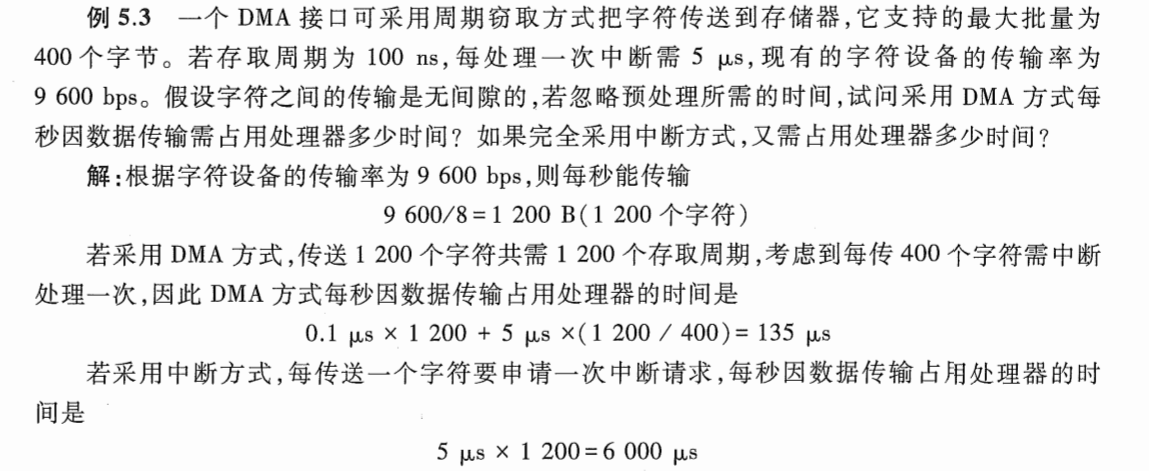 例 5.3 一个 DMA 接口可采用周期窃取方式把字符传送到存储器,它支持的最大批量为
400 个字节。若存取周期为 100 ns,每处理一次中断需 5 μs,现有的字符设备的传输率为
9 600 bps。假设字符之间的传输是无间隙的,若忽略预处理所需的时间,试问采用 DMA 方式每
秒因数据传输需占用处理器多少时间? 如果完全采用中断方式,又需占用处理器多少时间?
解:根据字符设备的传输率为 9 600 bps,则每秒能传输
9 600/8=1 200 B(1 200 个字符)
若采用 DMA 方式,传送 1 200 个字符共需 1 200 个存取周期,考虑到每传 400 个字符需中断
处理一次,因此 DMA 方式每秒因数据传输占用处理器的时间是
0.1 μs × 1 200 + 5 μs ×(1 200 / 400)= 135 μs
若采用中断方式,每传送一个字符要申请一次中断请求,每秒因数据传输占用处理器的时
间是
5 μs × 1 200=6 000 μs